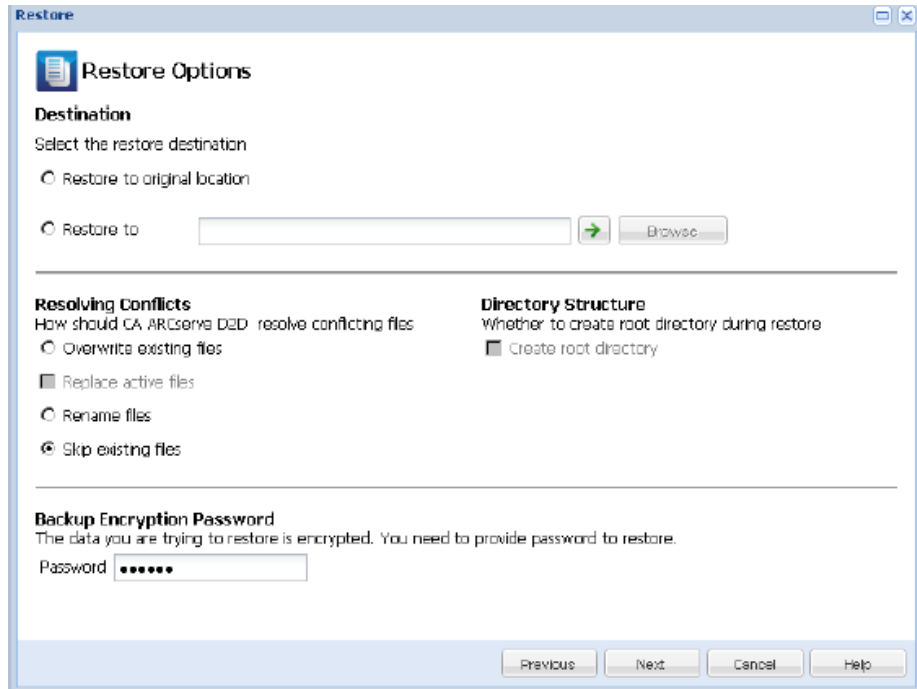 Restore
Restore Options
Destination
Select the restore destination
Restore to original location
Restore to
Browse
Resolving Conflicts
How should CA ARCserve D2D resolve conflicting files
Overwrite existing files
Replace active files
Rename files
Skip existing files
Directory Structure
Whether to create root directory during restore
Create root directory
Backup Encryption Password
The data you are trying to restore is encrypted. You need to provide password to restore.
Password ••••••
Previous
Next
Cancel
Help